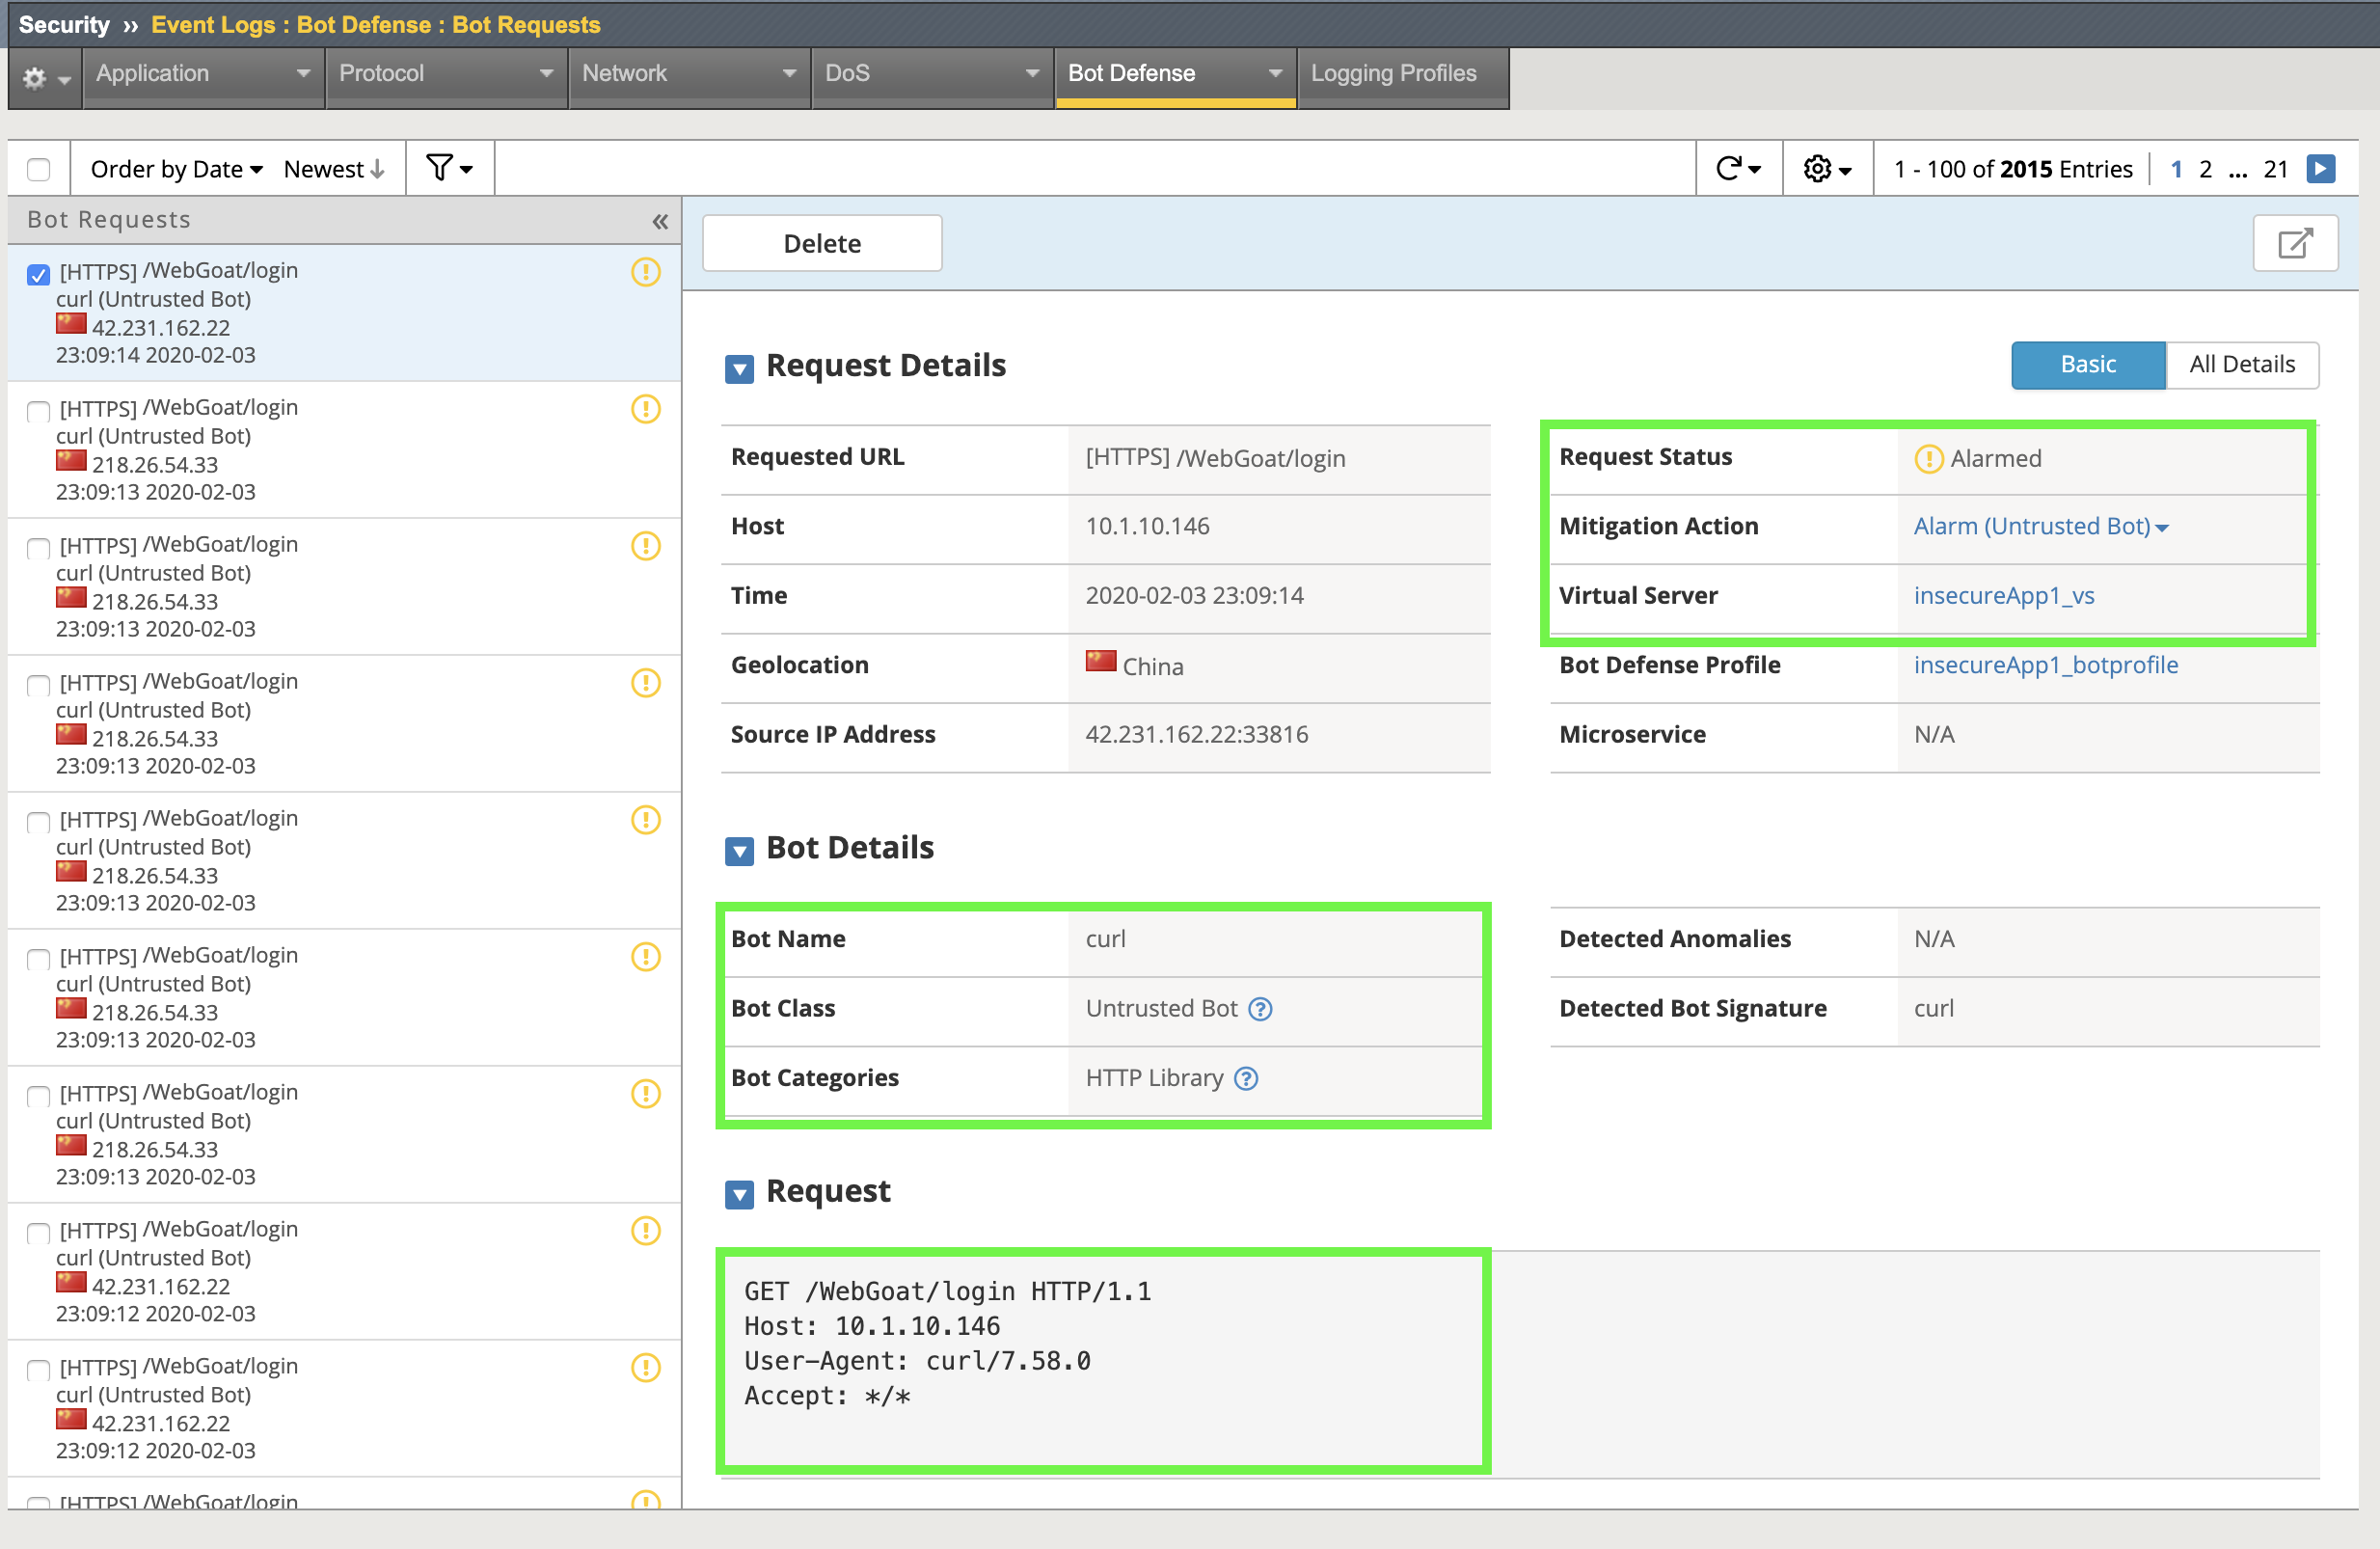 Security » Event Logs : Bot Defense : Bot Requests
Application Protocol Network DoS Bot Defense Logging Profiles
Order by Date Newest 1 - 100 of 2015 Entries 1 2 ... 21
Bot Requests «
[HTTPS] /WebGoat/login
curl (Untrusted Bot)
42.231.162.22
23:09:14 2020-02-03
[HTTPS] /WebGoat/login
curl (Untrusted Bot)
218.26.54.33
23:09:13 2020-02-03
[HTTPS] /WebGoat/login
curl (Untrusted Bot)
218.26.54.33
23:09:13 2020-02-03
[HTTPS] /WebGoat/login
curl (Untrusted Bot)
218.26.54.33
23:09:13 2020-02-03
[HTTPS] /WebGoat/login
curl (Untrusted Bot)
218.26.54.33
23:09:13 2020-02-03
[HTTPS] /WebGoat/login
curl (Untrusted Bot)
218.26.54.33
23:09:13 2020-02-03
[HTTPS] /WebGoat/login
curl (Untrusted Bot)
218.26.54.33
23:09:13 2020-02-03
[HTTPS] /WebGoat/login
curl (Untrusted Bot)
42.231.162.22
23:09:12 2020-02-03
[HTTPS] /WebGoat/login
curl (Untrusted Bot)
42.231.162.22
23:09:12 2020-02-03
[HTTPS] /WebGoat/login
Delete
Request Details
Basic All Details
Requested URL [HTTPS] /WebGoat/login
Host 10.1.10.146
Time 2020-02-03 23:09:14
Geolocation China
Source IP Address 42.231.162.22:33816
Request Status Alarmed
Mitigation Action Alarm (Untrusted Bot)
Virtual Server insecureApp1_vs
Bot Defense Profile insecureApp1_botprofile
Microservice N/A
Bot Details
Bot Name curl
Bot Class Untrusted Bot ?
Bot Categories HTTP Library ?
Detected Anomalies N/A
Detected Bot Signature curl
Request
GET /WebGoat/login HTTP/1.1
Host: 10.1.10.146
User-Agent: curl/7.58.0
Accept: */*